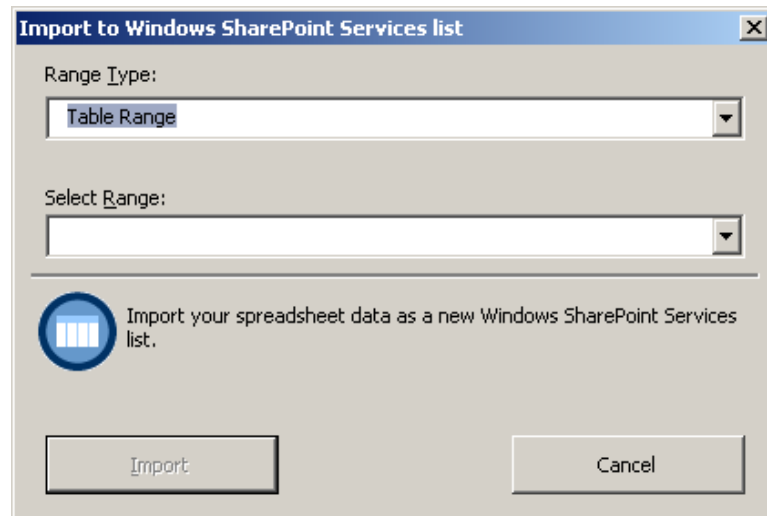 Import to Windows SharePoint Services list
Range Type:
Table Range
Select Range:
Import your spreadsheet data as a new Windows SharePoint Services
list.
Import
Cancel